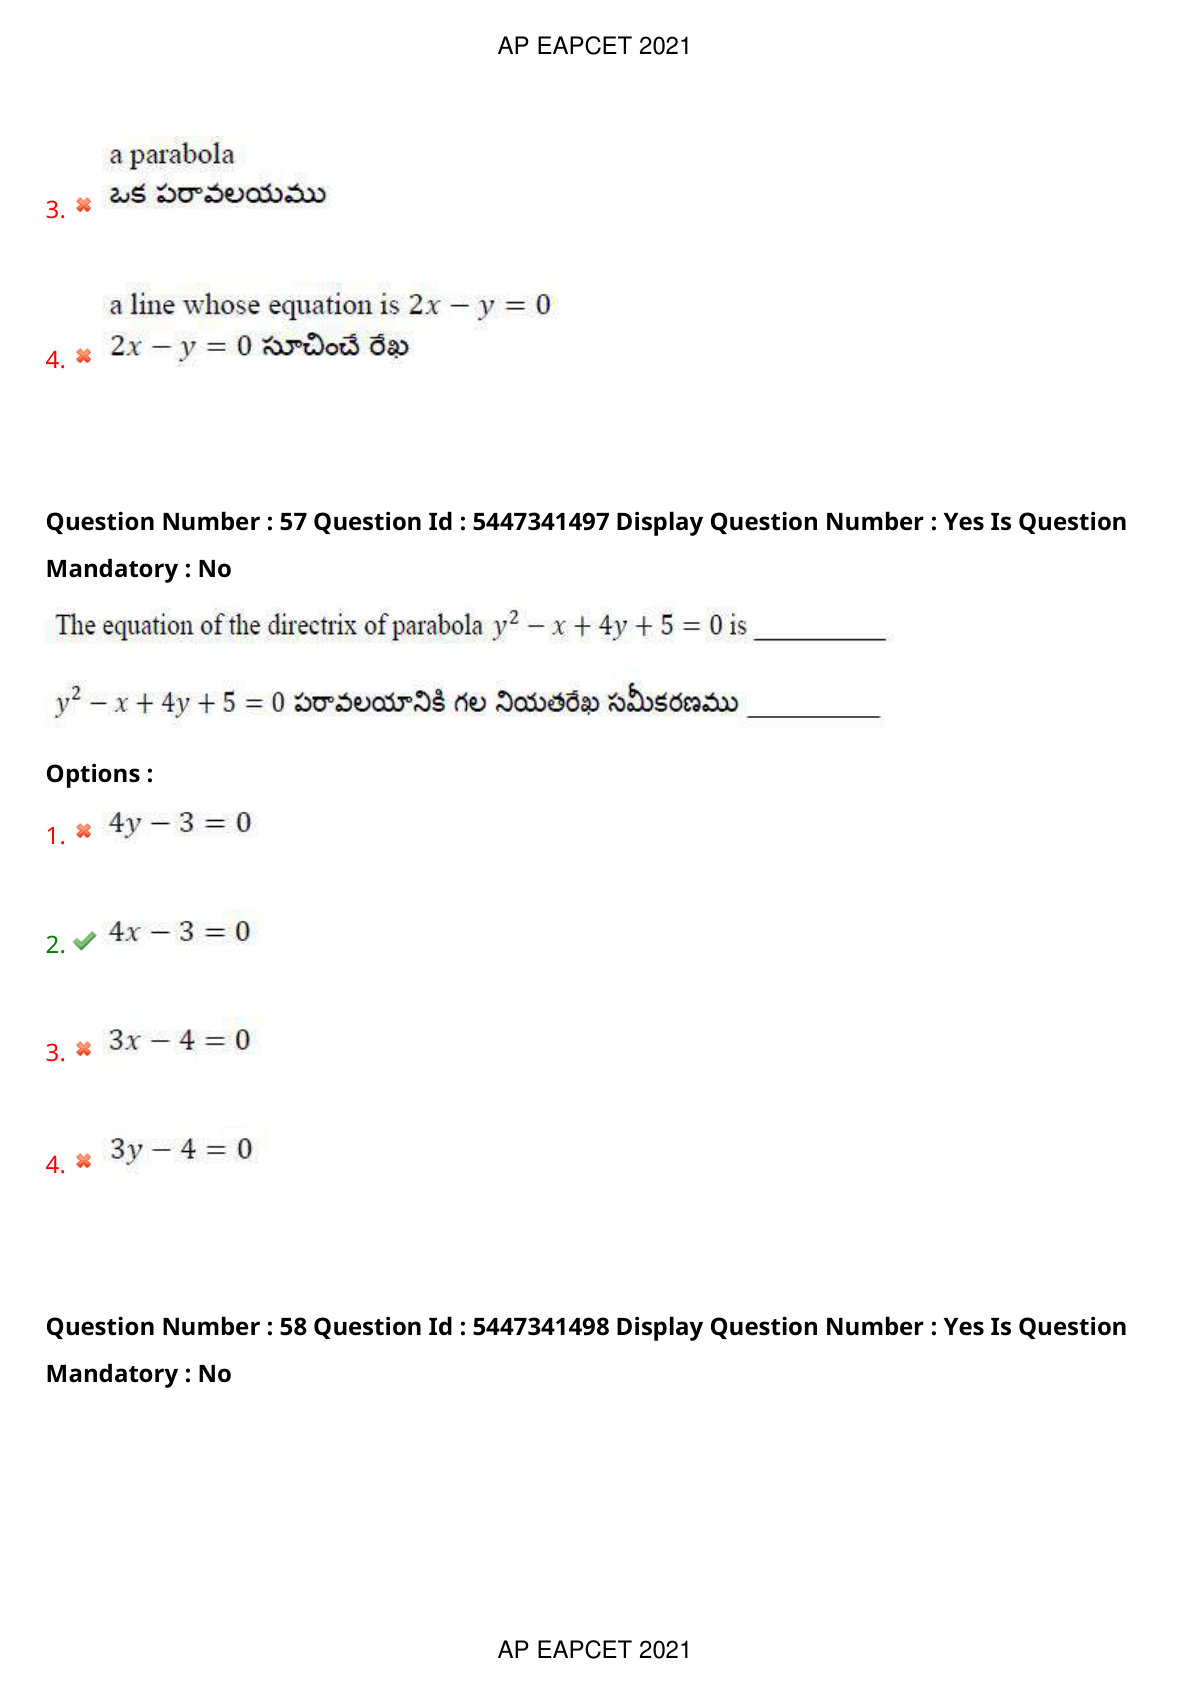 AP EAPCET 2021
a parabola
ఒక పరావలయము
3.
a line whose equation is 2x − y = 0
2x − y = 0 సూచించే రేఖ
4.
Question Number : 57 Question Id : 5447341497 Display Question Number : Yes Is Question
Mandatory : No
The equation of the directrix of parabola y² − x + 4y + 5 = 0 is __________
y² − x + 4y + 5 = 0 పరావలయానికి గల నియతరేఖ సమీకరణము __________
Options :
1. 4y − 3 = 0
2. 4x − 3 = 0
3. 3x − 4 = 0
4. 3y − 4 = 0
Question Number : 58 Question Id : 5447341498 Display Question Number : Yes Is Question
Mandatory : No
AP EAPCET 2021